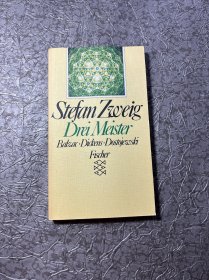 Stefan Zweig
Drei Meister
Balzac · Dickens · Dostojewski
Fischer